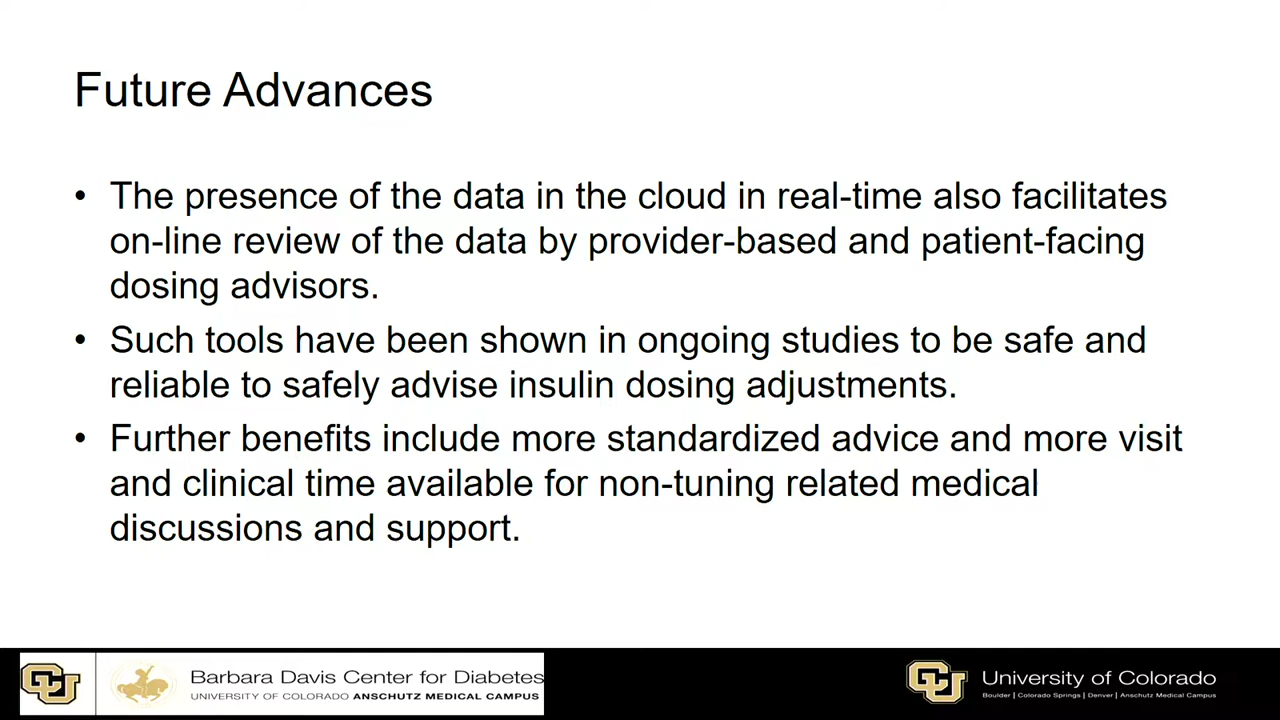 Future Advances
• The presence of the data in the cloud in real-time also facilitates
on-line review of the data by provider-based and patient-facing
dosing advisors.
• Such tools have been shown in ongoing studies to be safe and
reliable to safely advise insulin dosing adjustments.
• Further benefits include more standardized advice and more visit
and clinical time available for non-tuning related medical
discussions and support.
CU
Barbara Davis Center for Diabetes
UNIVERSITY OF COLORADO ANSCHUTZ MEDICAL CAMPUS
CU
University of Colorado
Boulder | Colorado Springs | Denver | Anschutz Medical Campus